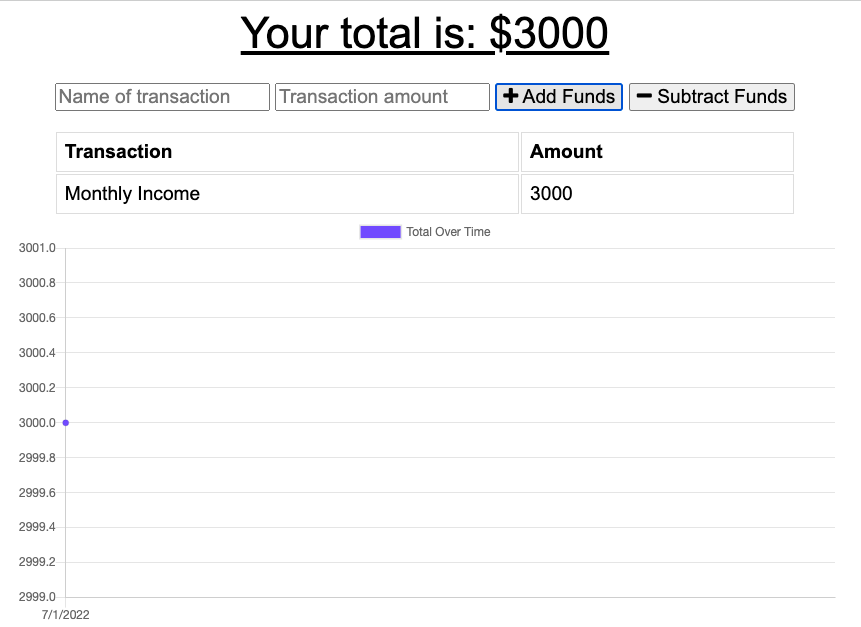 Your total is: $3000
Name of transaction Transaction amount + Add Funds − Subtract Funds
Transaction Amount
Monthly Income 3000
Total Over Time
3001.0
3000.8
3000.6
3000.4
3000.2
3000.0
2999.8
2999.6
2999.4
2999.2
2999.0
7/1/2022